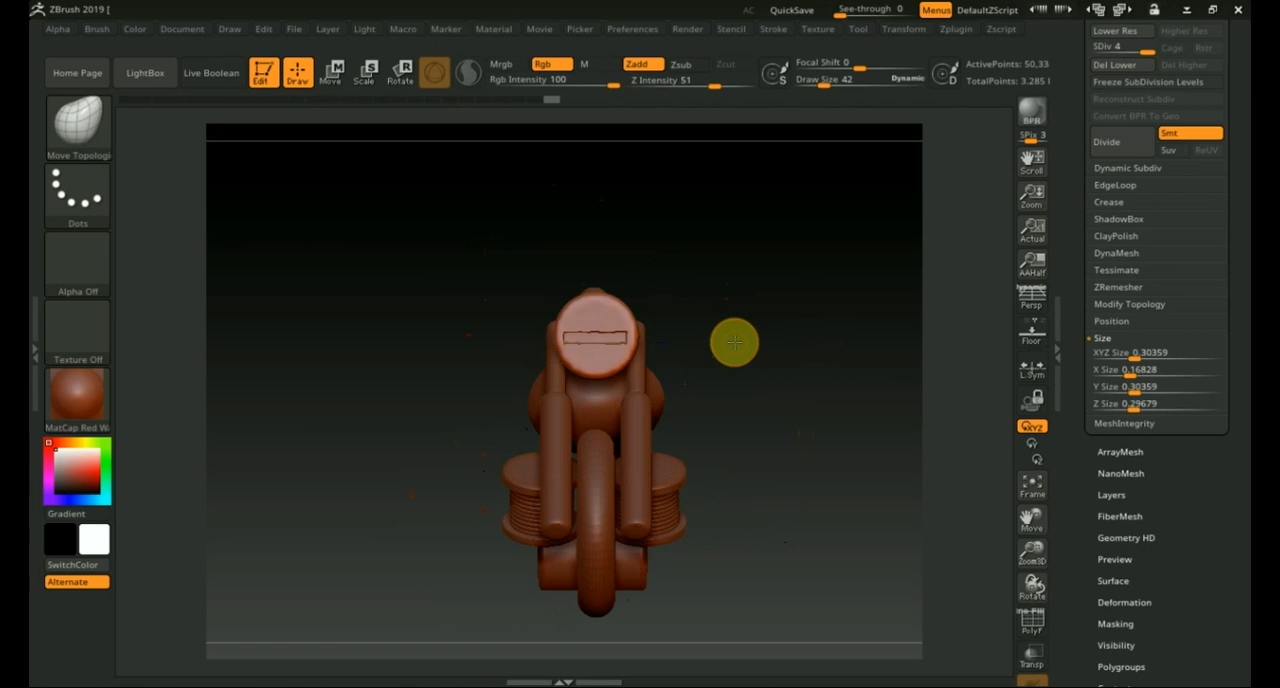 ZBrush 2019 [
AC QuickSave See-through 0 Menus DefaultZScript
Alpha Brush Color Document Draw Edit File Layer Light Macro Marker Material Movie Picker Preferences Render Stencil Stroke Texture Tool Transform Zplugin Zscript
Home Page LightBox Live Boolean Edit Draw Move Scale Rotate
Mrgb Rgb M Zadd Zsub Zcut
Rgb Intensity 100 Z Intensity 51
Focal Shift 0
Draw Size 42 Dynamic
ActivePoints: 50,33
TotalPoints: 3.285
S
D
Move Topologi
Dots
Alpha Off
Texture Off
MatCap Red W
Gradient
SwitchColor
Alternate
BPR
SPix 3
Scroll
Zoom
Actual
AAHalf
Dynamic
Persp
Floor
L.Sym
XYZ
Y
Z
Frame
Move
Zoom3D
Rotate
PolyF
Transp
Lower Res Higher Res
SDiv 4 Cage Rstr
Del Lower Del Higher
Freeze SubDivision Levels
Reconstruct Subdiv
Convert BPR To Geo
Divide Smt
Suv ReUV
Dynamic Subdiv
EdgeLoop
Crease
ShadowBox
ClayPolish
DynaMesh
Tessimate
ZRemesher
Modify Topology
Position
Size
XYZ Size 0.30359
X Size 0.16828
Y Size 0.30359
Z Size 0.29679
MeshIntegrity
ArrayMesh
NanoMesh
Layers
FiberMesh
Geometry HD
Preview
Surface
Deformation
Masking
Visibility
Polygroups